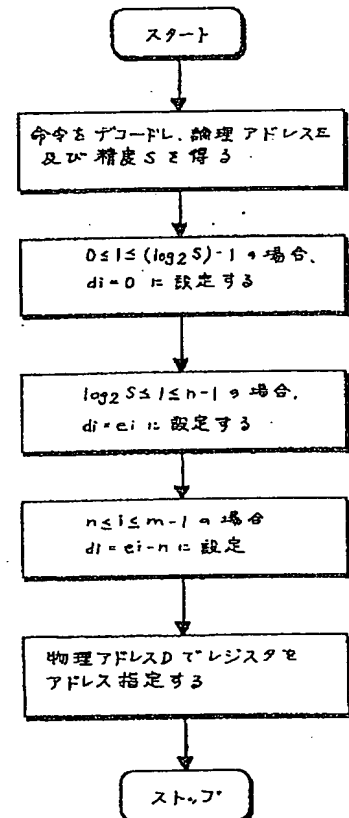 スタート
命令をデコードし、論理アドレスE
及び精度Sを得る
0≤i≤(log2 S)-1の場合、
di=0に設定する
log2 S≤i≤n-1の場合、
di=eiに設定する
n≤i≤m-1の場合
di=ei-nに設定
物理アドレスDでレジスタを
アドレス指定する
ストップ